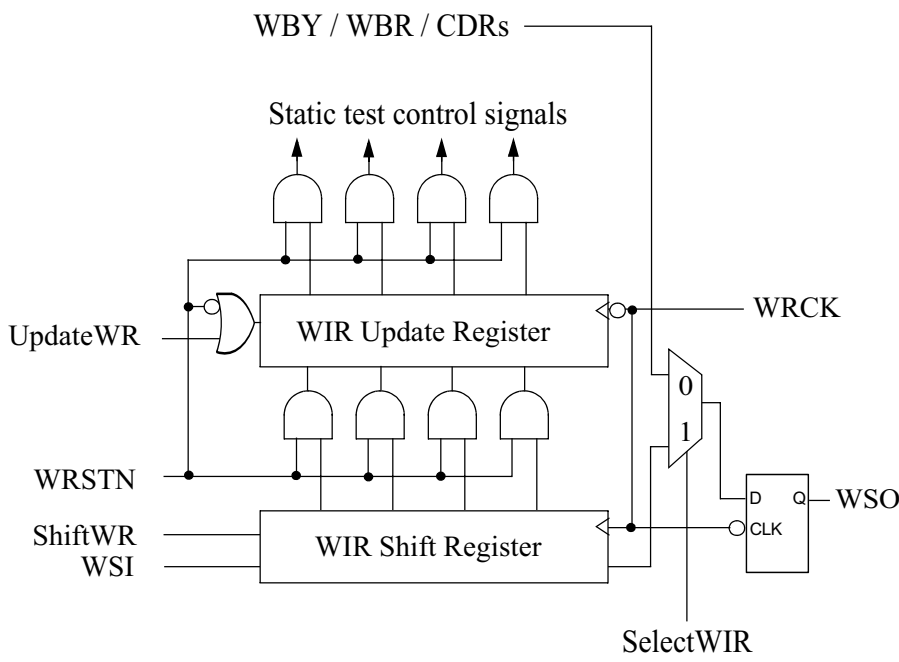 WBY / WBR / CDRs
Static test control signals
WIR Update Register
WRCK
UpdateWR
0
1
WRSTN
D
Q
WSO
CLK
ShiftWR
WSI
WIR Shift Register
SelectWIR